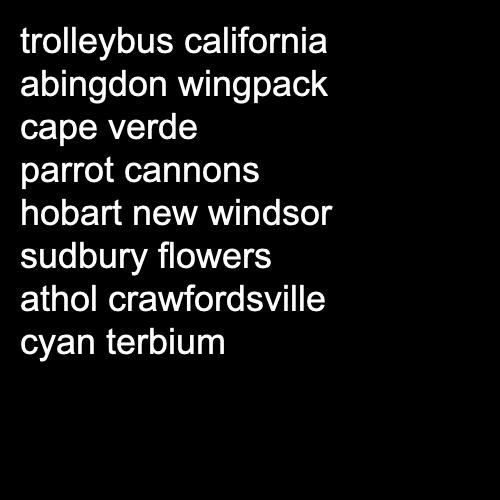 trolleybus california
abingdon wingpack
cape verde
parrot cannons
hobart new windsor
sudbury flowers
athol crawfordsville
cyan terbium